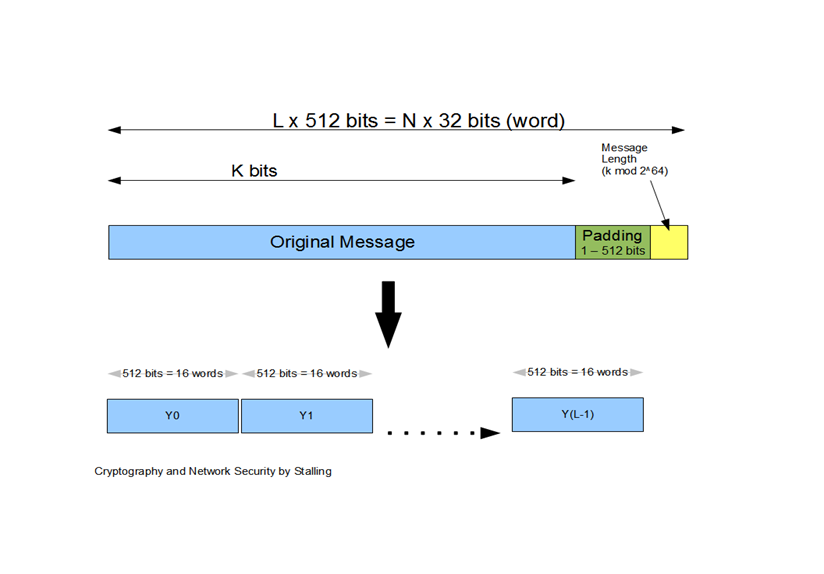 L x 512 bits = N x 32 bits (word)
Message
Length
(k mod 2^64)
K bits
Original Message
Padding
1 – 512 bits
512 bits = 16 words
512 bits = 16 words
512 bits = 16 words
Y0
Y1
Y(L-1)
Cryptography and Network Security by Stalling